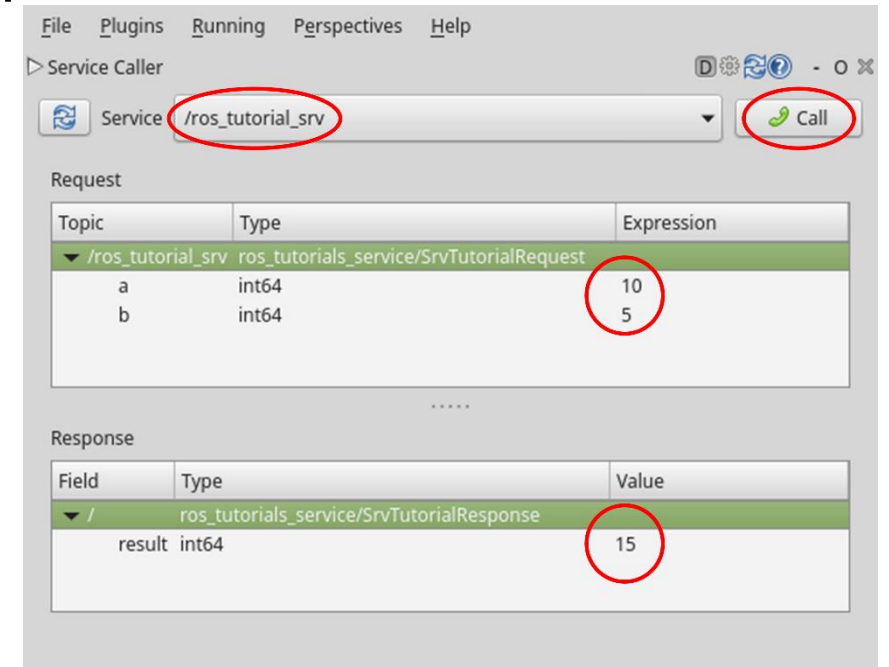 File Plugins Running Perspectives Help
Service Caller D - O
Service /ros_tutorial_srv Call
Request
Topic Type Expression
/ros_tutorial_srv ros_tutorials_service/SrvTutorialRequest
a int64 10
b int64 5
Response
Field Type Value
/ ros_tutorials_service/SrvTutorialResponse
result int64 15